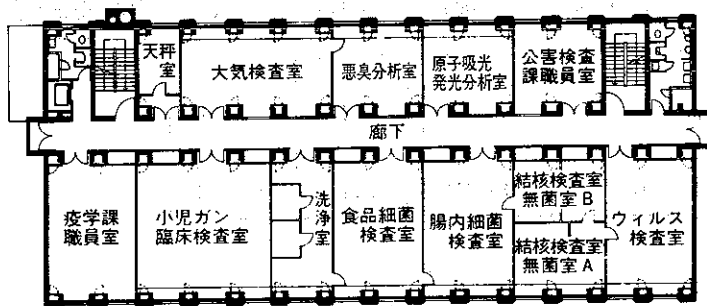 天秤
室
大気検査室
悪臭分析室
原子吸光
発光分析室
公害検査
課職員室
廊下
疫学課
職員室
小児ガン
臨床検査室
洗浄室
食品細菌
検査室
腸内細菌
検査室
結核検査室
無菌室B
結核検査室
無菌室A
ウィルス
検査室